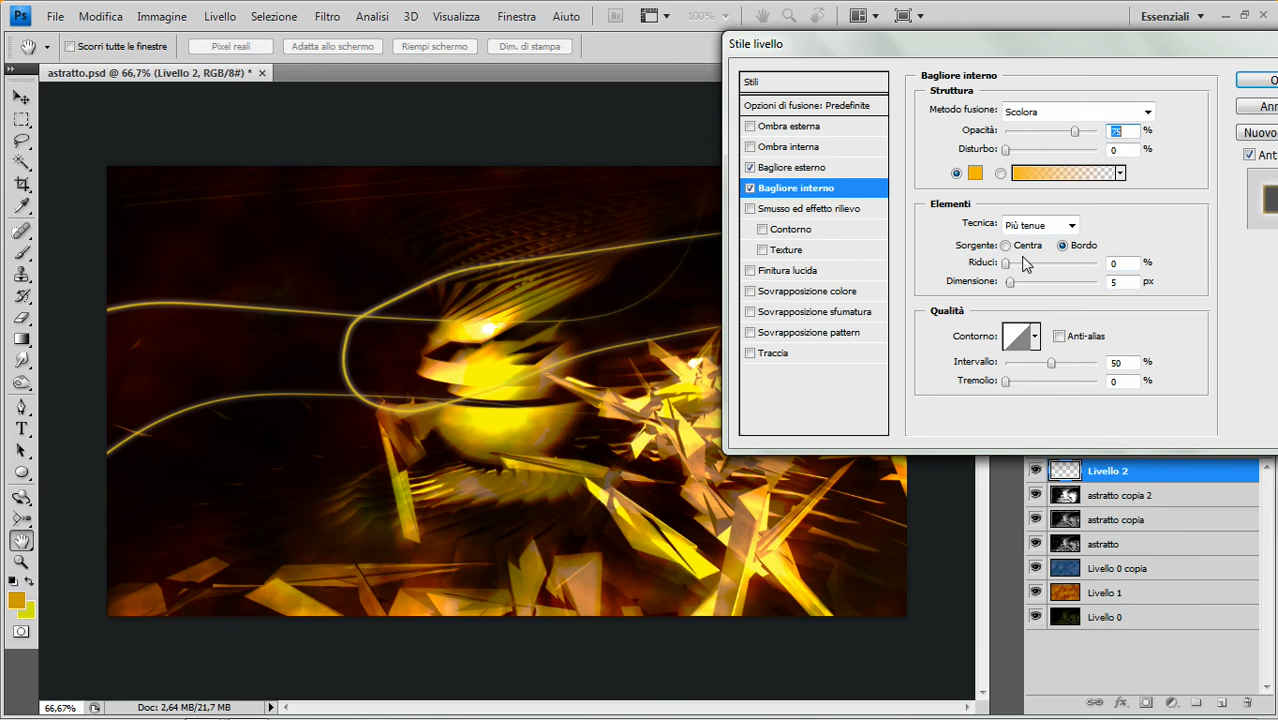 Ps File Modifica Immagine Livello Selezione Filtro Analisi 3D Visualizza Finestra Aiuto Br 100% Essenziali
Scorri tutte le finestre Pixel reali Adatta allo schermo Riempi schermo Dim. di stampa
astratto.psd @ 66,7% (Livello 2, RGB/8#) *
Stile livello
Stili
Opzioni di fusione: Predefinite
Ombra esterna
Ombra interna
Bagliore esterno
Bagliore interno
Smusso ed effetto rilievo
Contorno
Texture
Finitura lucida
Sovrapposizione colore
Sovrapposizione sfumatura
Sovrapposizione pattern
Traccia
Bagliore interno
Struttura
Metodo fusione: Scolora
Opacità: 75 %
Disturbo: 0 %
Elementi
Tecnica: Più tenue
Sorgente: Centra Bordo
Riduci: 0 %
Dimensione: 5 px
Qualità
Contorno: Anti-alias
Intervallo: 50 %
Tremolio: 0 %
O
Ann
Nuovo
Ant
Livello 2
astratto copia 2
astratto copia
astratto
Livello 0 copia
Livello 1
Livello 0
66,67% Doc: 2,64 MB/21,7 MB